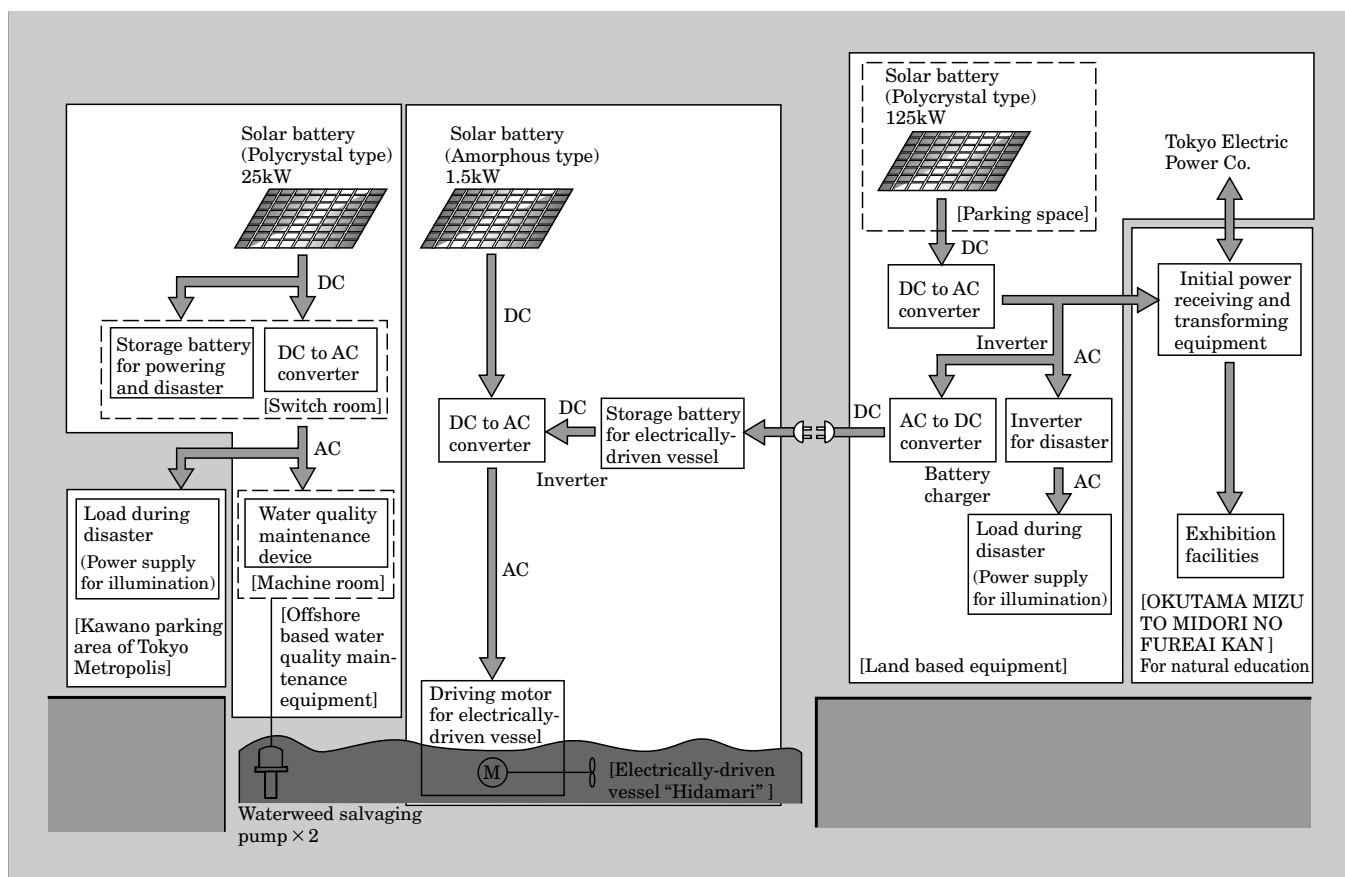 Solar battery
(Polycrystal type)
25kW
DC
Storage battery
for powering
and disaster
DC to AC
converter
[Switch room]
AC
Load during
disaster
(Power supply
for illumination)
[Kawano parking
area of Tokyo
Metropolis]
Water quality
maintenance
device
[Machine room]
[Offshore
based water
quality main-
tenance
equipment]
Waterweed salvaging
pump × 2
Solar battery
(Amorphous type)
1.5kW
DC
DC to AC
converter
DC
Inverter
Storage battery
for electrically-
driven vessel
AC
Driving motor
for electrically-
driven vessel
M
[Electrically-driven
vessel “Hidamari” ]
Solar battery
(Polycrystal type)
125kW
[Parking space]
DC
DC to AC
converter
Inverter
AC
DC
AC to DC
converter
Battery
charger
Inverter
for disaster
AC
Load during
disaster
(Power supply
for illumination)
[Land based equipment]
Tokyo Electric
Power Co.
Initial power
receiving and
transforming
equipment
Exhibition
facilities
[OKUTAMA MIZU
TO MIDORI NO
FUREAI KAN ]
For natural education